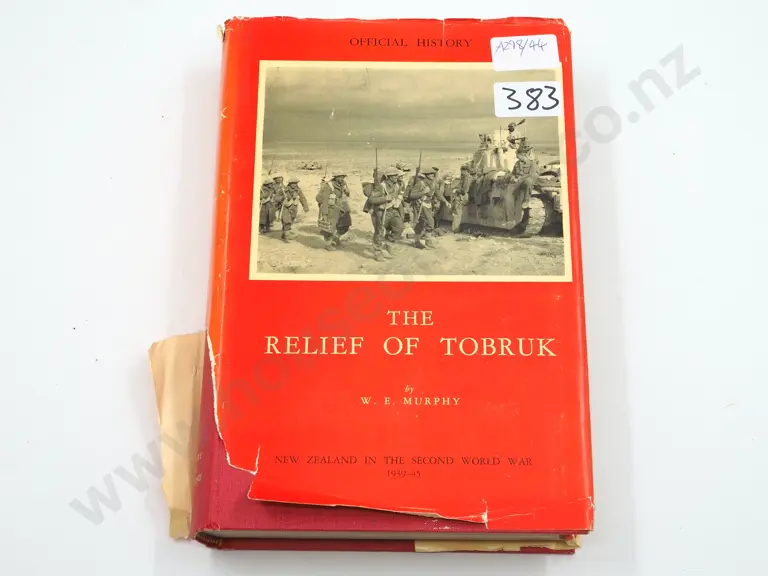 OFFICIAL HISTORY
A298/44
383
THE
RELIEF OF TOBRUK
by
W. E. MURPHY
NEW ZEALAND IN THE SECOND WORLD WAR
1939-45